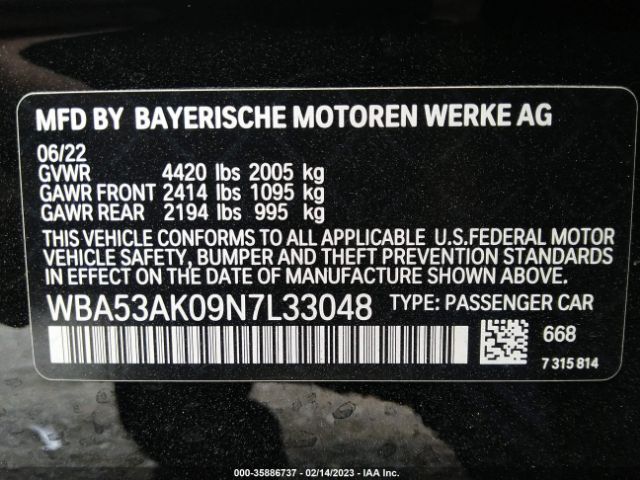 MFD BY BAYERISCHE MOTOREN WERKE AG
06/22
GVWR 4420 lbs 2005 kg
GAWR FRONT 2414 lbs 1095 kg
GAWR REAR 2194 lbs 995 kg
THIS VEHICLE CONFORMS TO ALL APPLICABLE U.S.FEDERAL MOTOR
VEHICLE SAFETY, BUMPER AND THEFT PREVENTION STANDARDS
IN EFFECT ON THE DATE OF MANUFACTURE SHOWN ABOVE.
WBA53AK09N7L33048 TYPE: PASSENGER CAR
668
7 315 814
000-35886737 - 02/14/2023 - IAA Inc.